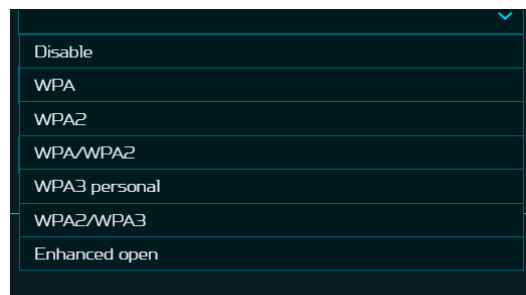 Disable
WPA
WPA2
WPA/WPA2
WPA3 personal
WPA2/WPA3
Enhanced open